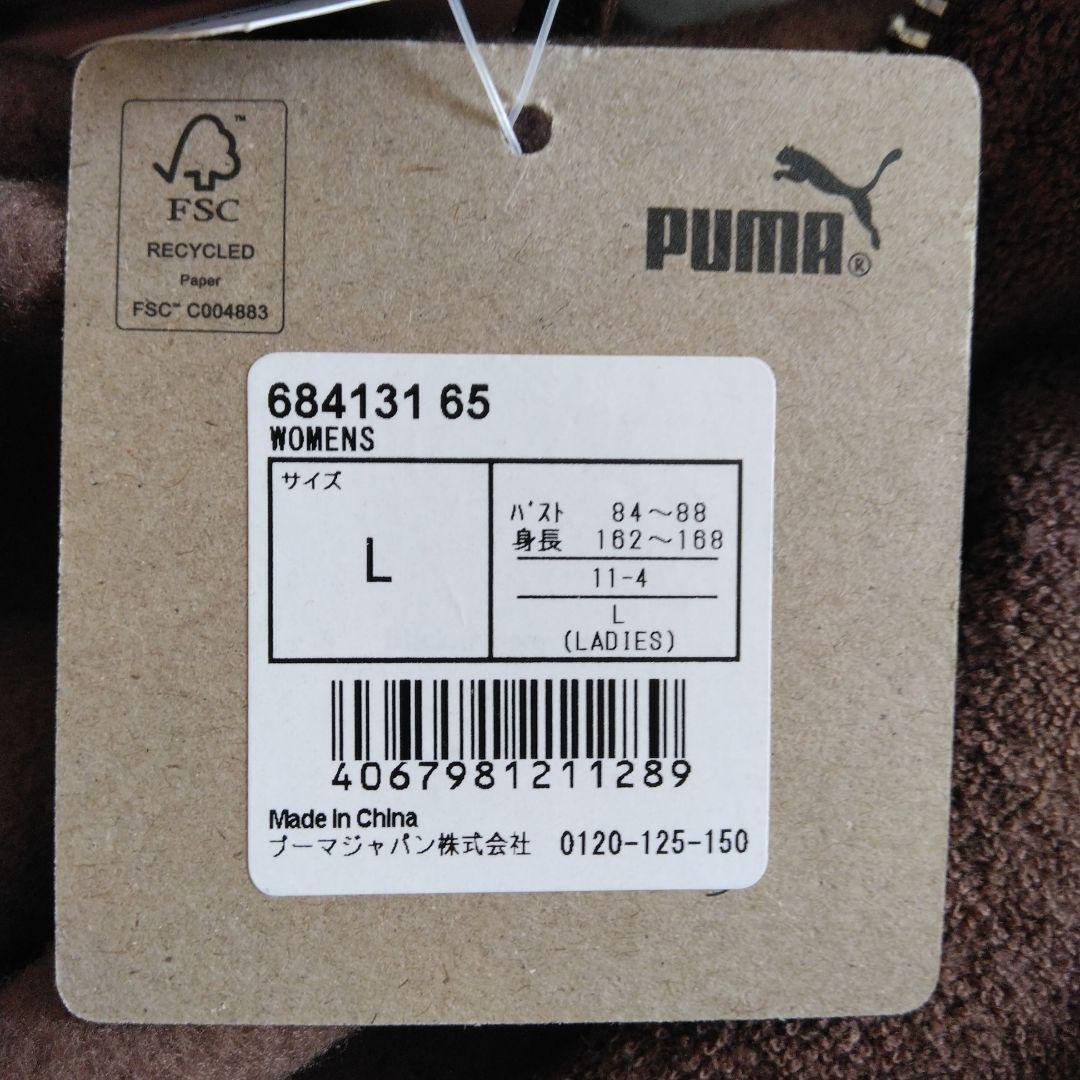 FSC™
RECYCLED
Paper
FSC™ C004883
PUMA®
684131 65
WOMENS
サイズ
L
バスト 84～88
身長 162～168
11-4
L
(LADIES)
4067981211289
Made in China
プーマジャパン株式会社 0120-125-150